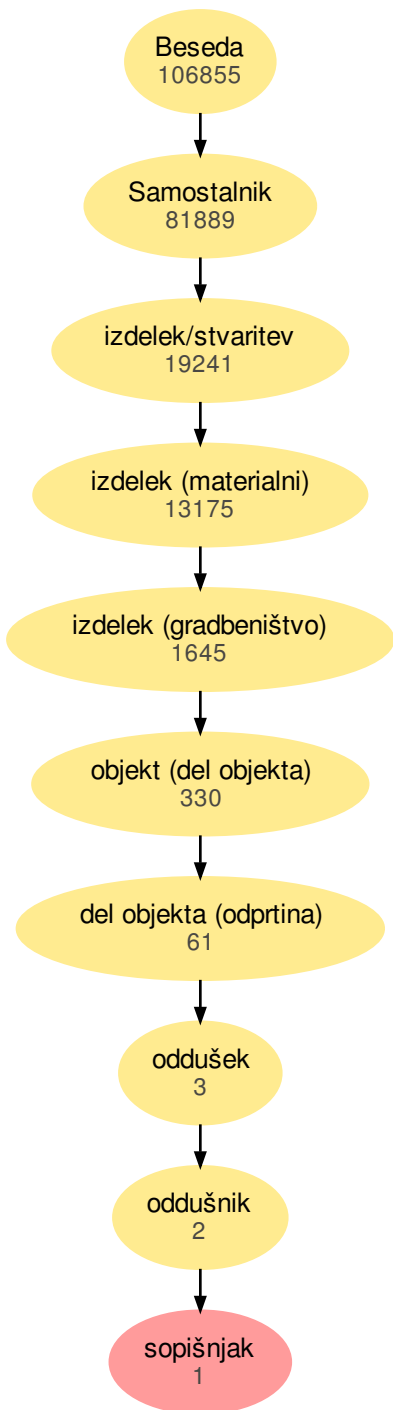 Beseda
106855
Samostalnik
81889
izdelek/stvaritev
19241
izdelek (materialni)
13175
izdelek (gradbeništvo)
1645
objekt (del objekta)
330
del objekta (odprtina)
61
oddušek
3
oddušnik
2
sopišnjak
1